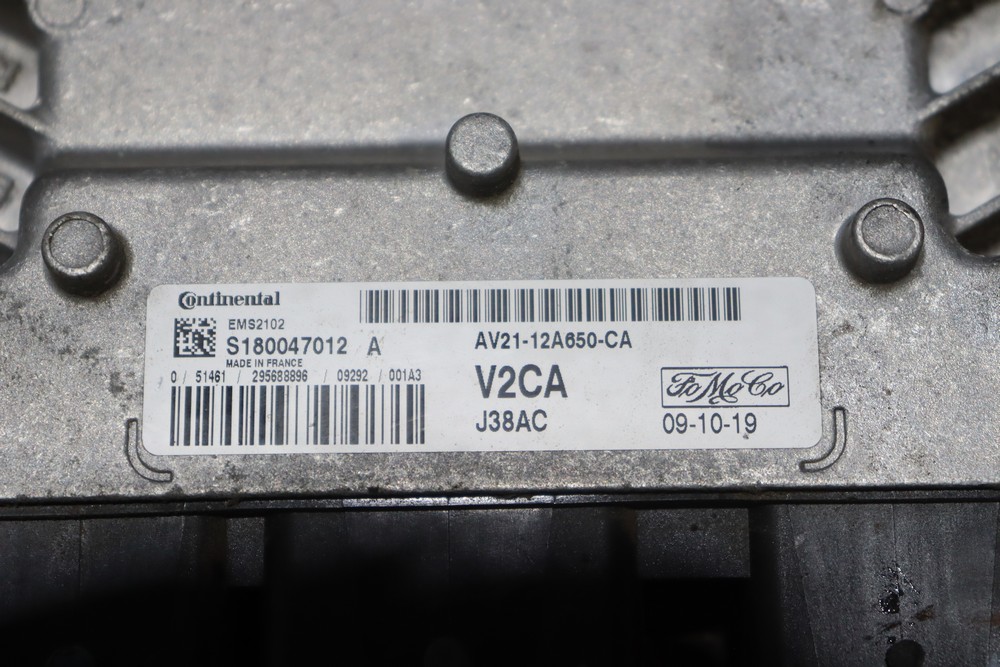 Continental
EMS2102
S180047012 A
MADE IN FRANCE
0 / 51461 / 295688896 / 09292 / 001A3
AV21-12A650-CA
V2CA
J38AC
FoMoCo
09-10-19